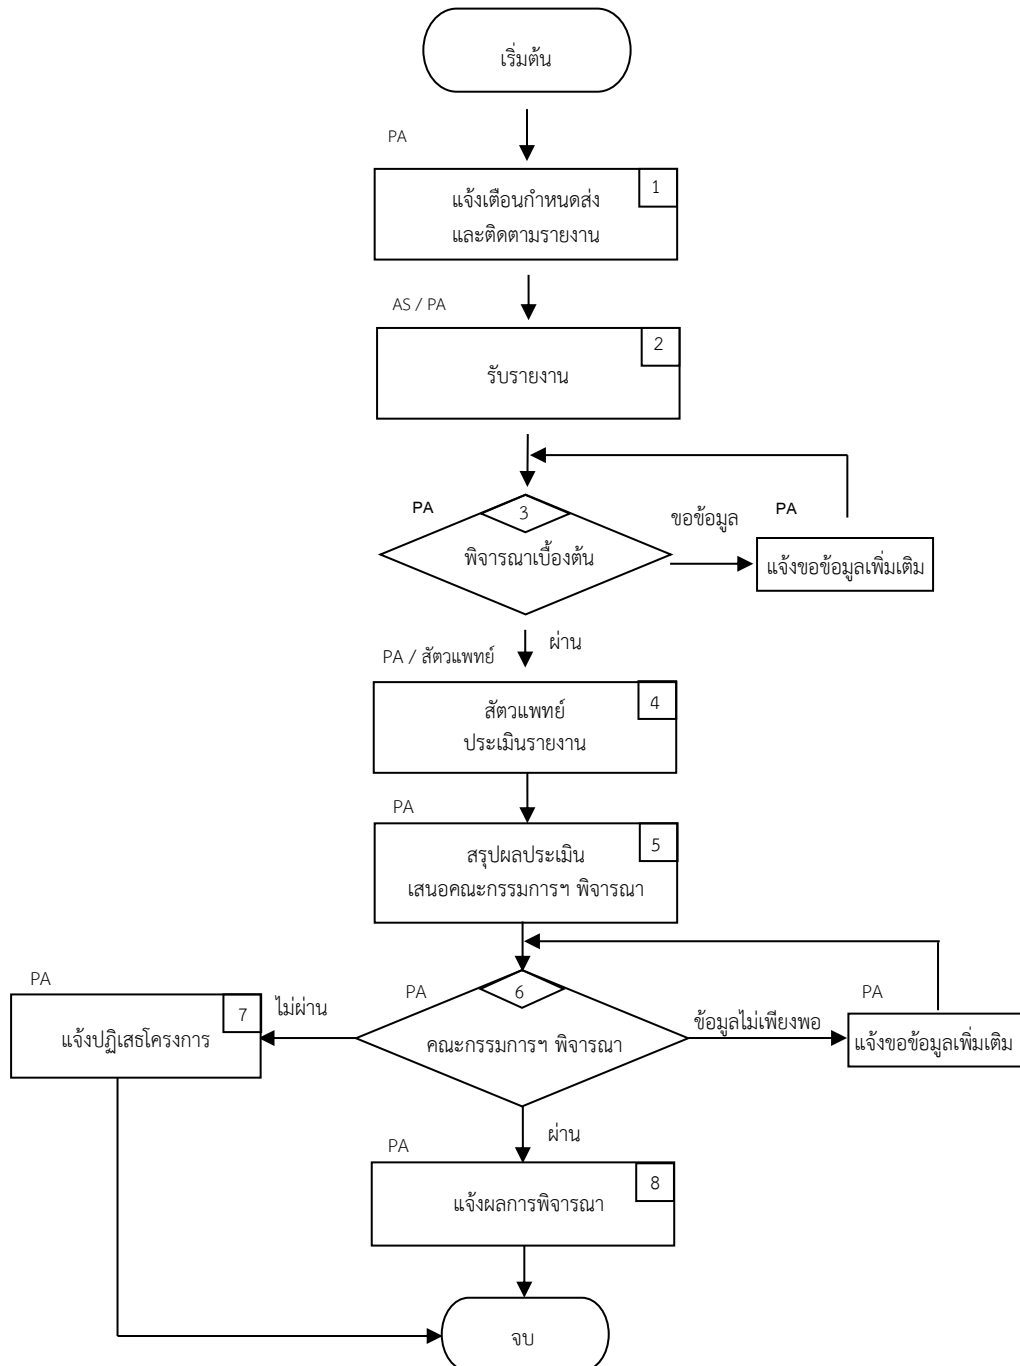 เริ่มต้น
PA
1
แจ้งเตือนกำหนดส่ง
และติดตามรายงาน
AS / PA
2
รับรายงาน
PA
3
พิจารณาเบื้องต้น
ขอข้อมูล
PA
แจ้งขอข้อมูลเพิ่มเติม
ผ่าน
PA / สัตวแพทย์
4
สัตวแพทย์
ประเมินรายงาน
PA
5
สรุปผลประเมิน
เสนอคณะกรรมการฯ พิจารณา
PA
7
แจ้งปฏิเสธโครงการ
ไม่ผ่าน
PA
6
คณะกรรมการฯ พิจารณา
ข้อมูลไม่เพียงพอ
PA
แจ้งขอข้อมูลเพิ่มเติม
ผ่าน
PA
8
แจ้งผลการพิจารณา
จบ